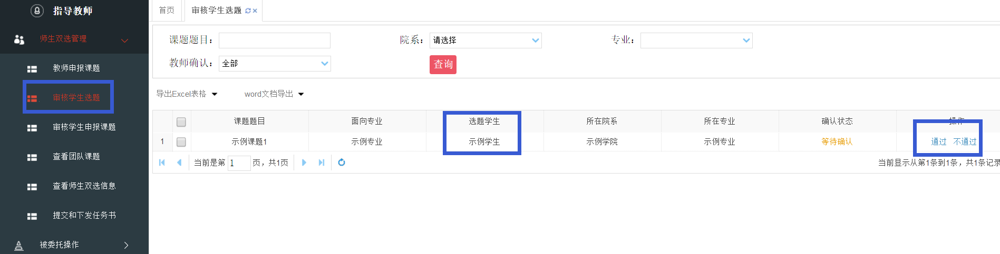 指导教师
师生双选管理
教师申报课题
审核学生选题
审核学生申报课题
查看团队课题
查看师生双选信息
提交和下发任务书
被委托操作
首页 审核学生选题
课题题目： 院系： 请选择 专业：
教师确认： 全部 查询
导出Excel表格 word文档导出
课题题目 面向专业 选题学生 所在院系 所在专业 确认状态 操作
1 示例课题1 示例专业 示例学生 示例学院 示例专业 等待确认 通过 不通过
当前是第 1 页，共1页 当前显示从第1条到1条，共1条记录